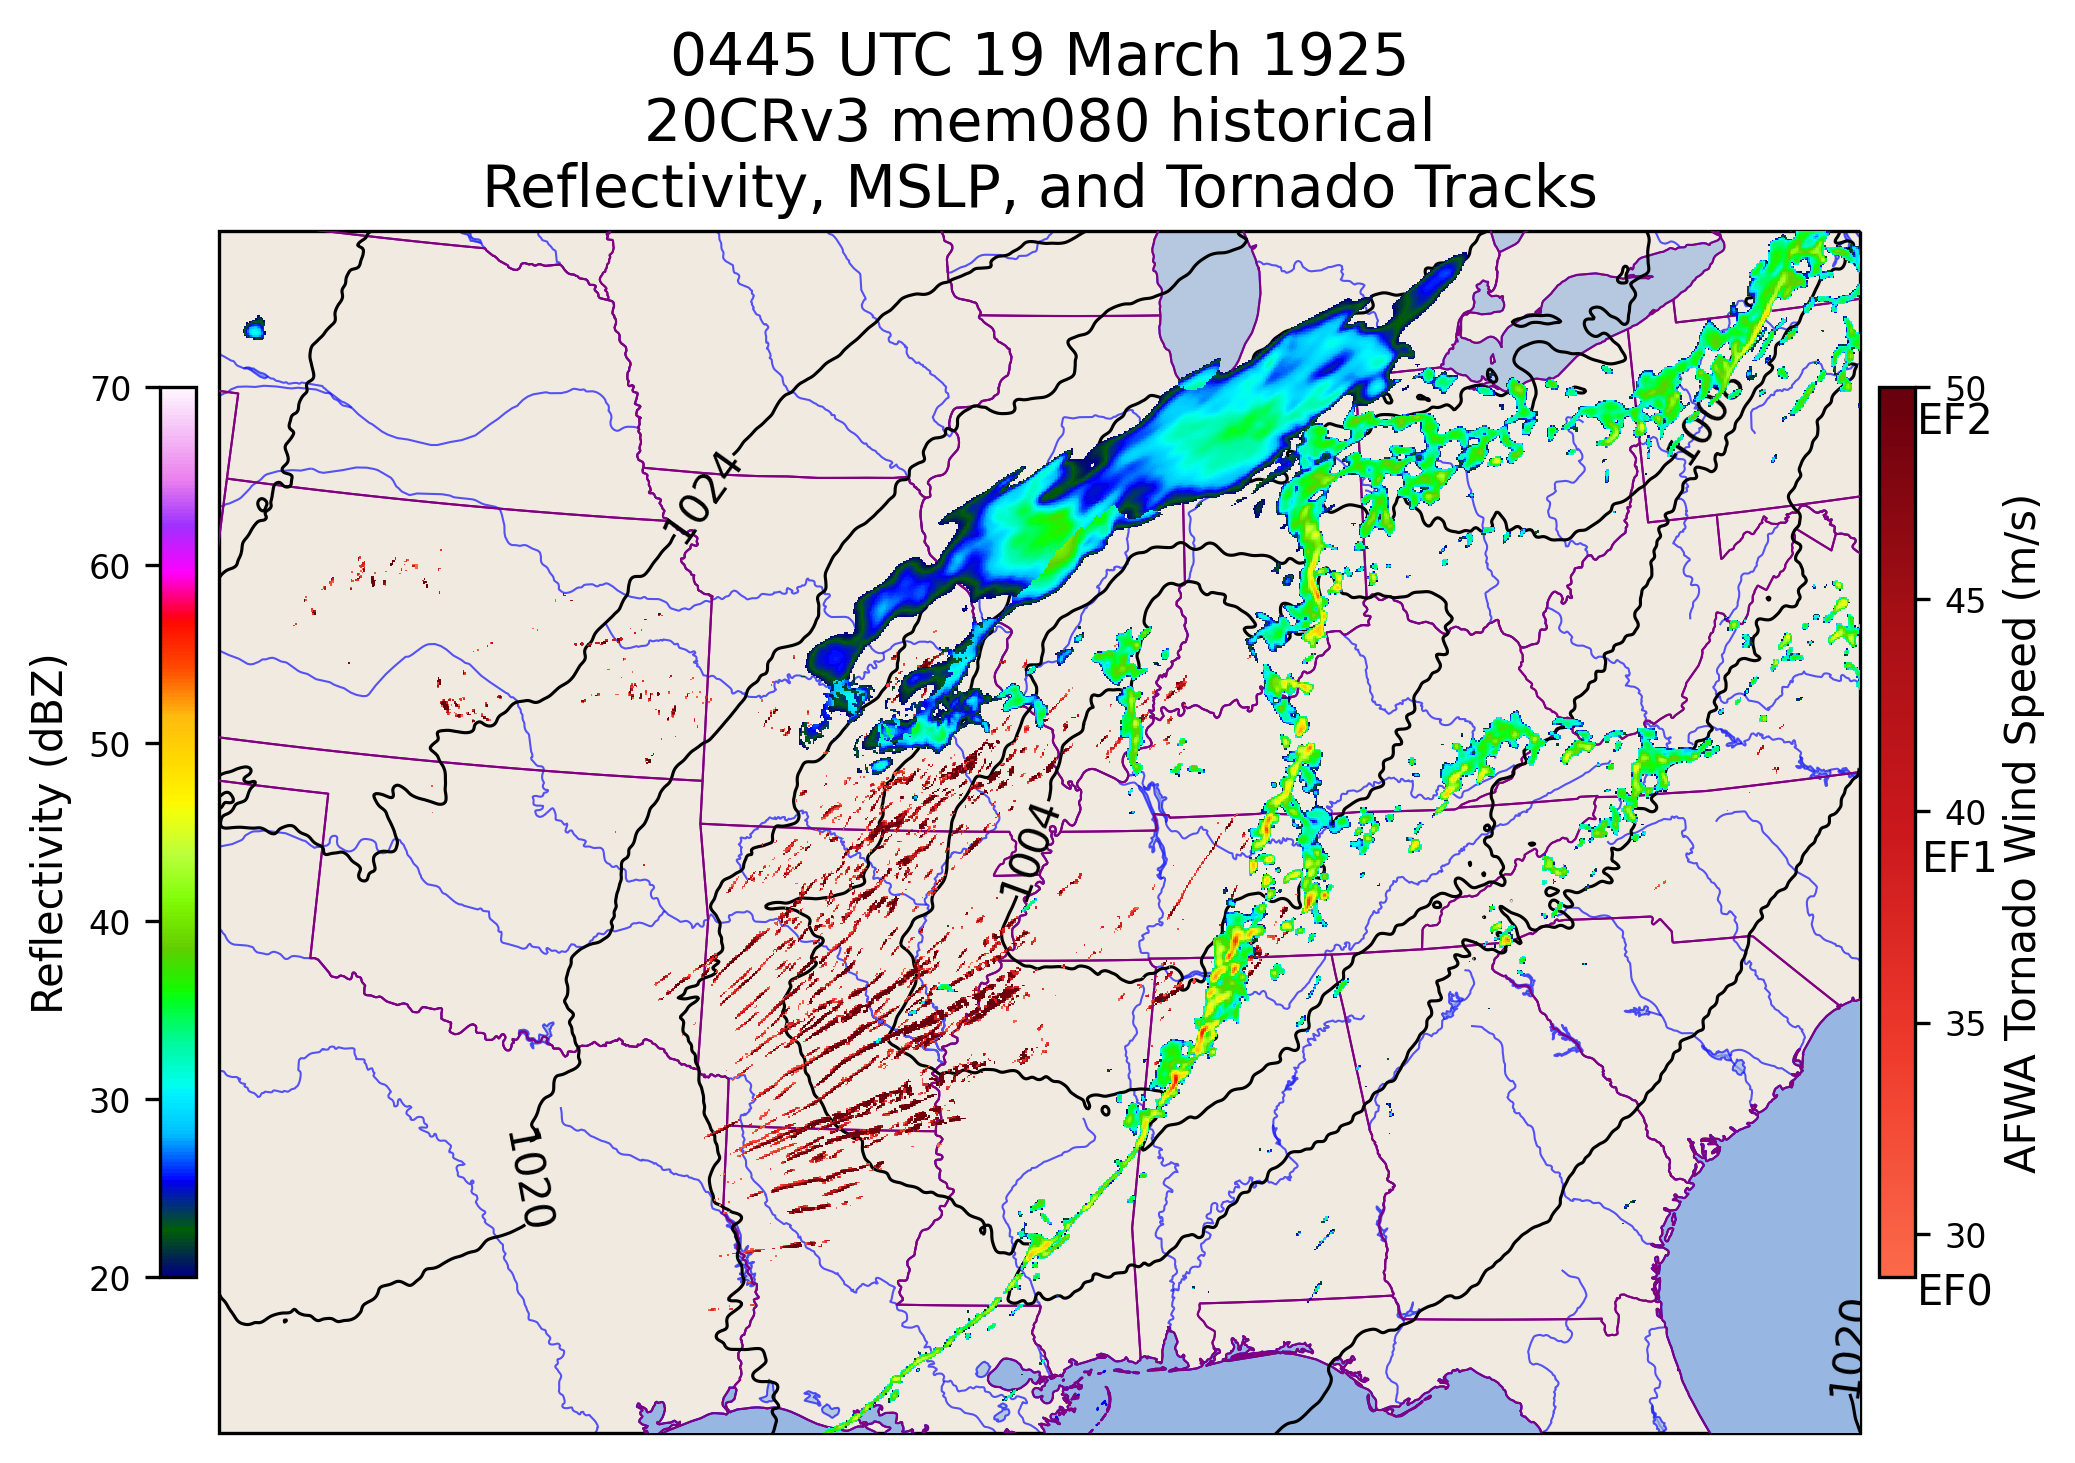 0445 UTC 19 March 1925
20CRv3 mem080 historical
Reflectivity, MSLP, and Tornado Tracks
Reflectivity (dBZ)
70
60
50
40
30
20
1024
1004
1020
1020
50
EF2
45
40
EF1
35
30
EF0
AFWA Tornado Wind Speed (m/s)